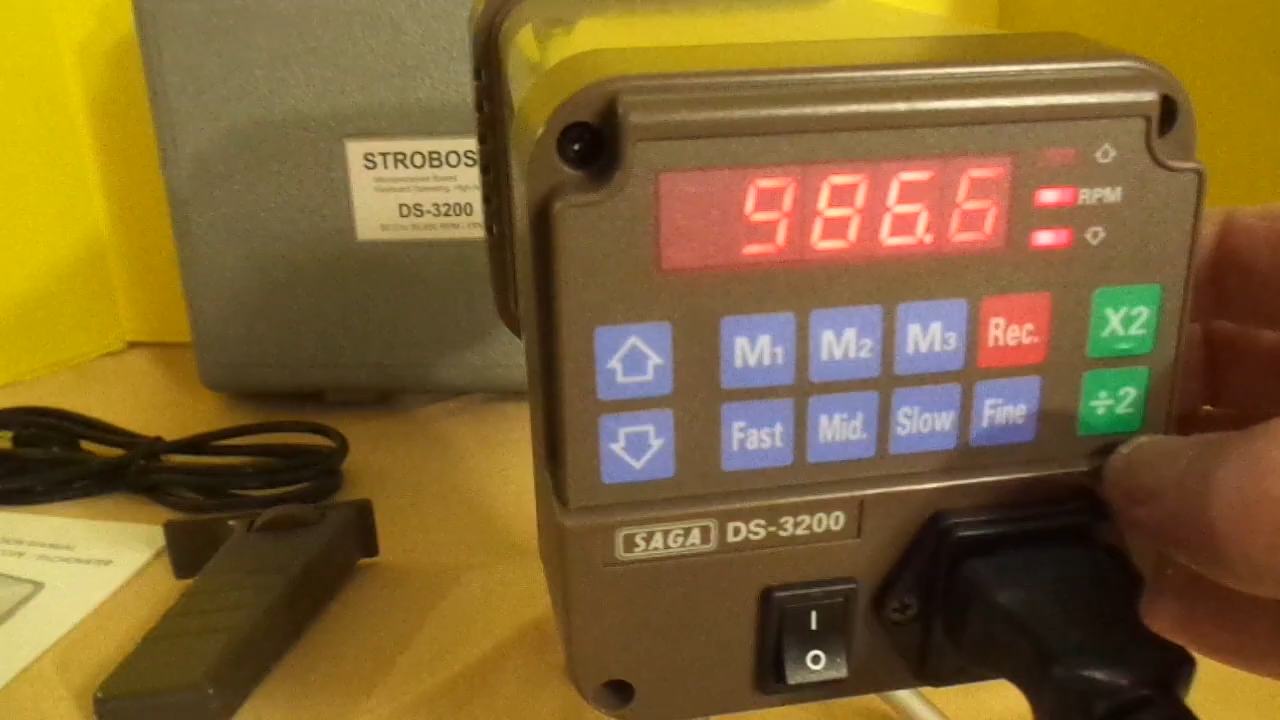 STROBOS
DS-3200
986.6
RPM
M1 M2 M3 Rec. X2
Fast Mid. Slow Fine ÷2
SAGA DS-3200
I
O